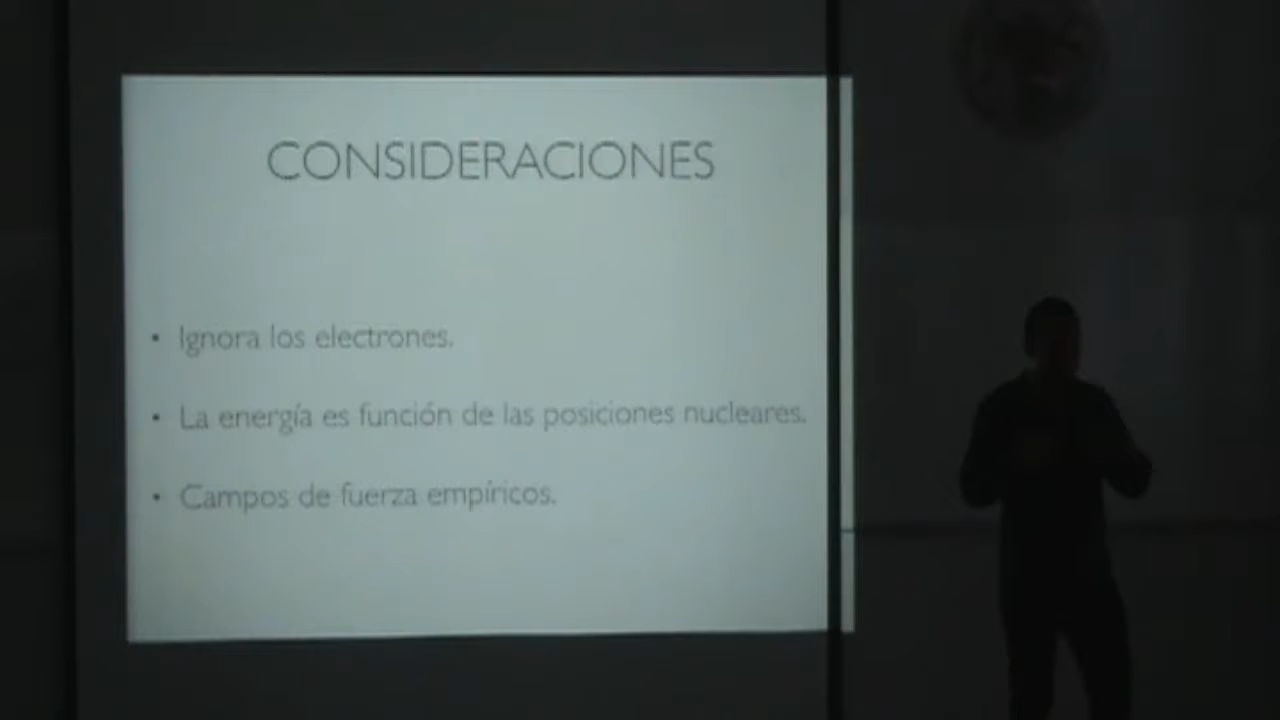 CONSIDERACIONES
• Ignora los electrones.
• La energía es función de las posiciones nucleares.
• Campos de fuerza empíricos.